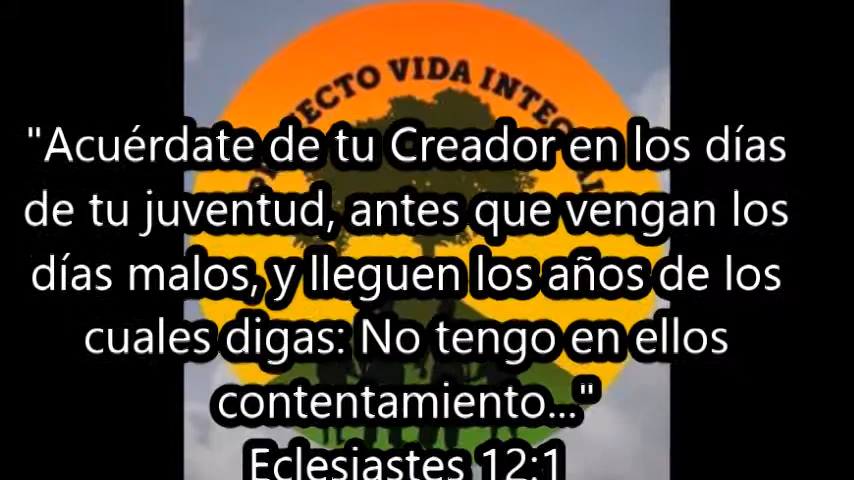 "Acuérdate de tu Creador en los días
de tu juventud, antes que vengan los
días malos, y lleguen los años de los
cuales digas: No tengo en ellos
contentamiento..."
Eclesiastes 12:1
VIDA